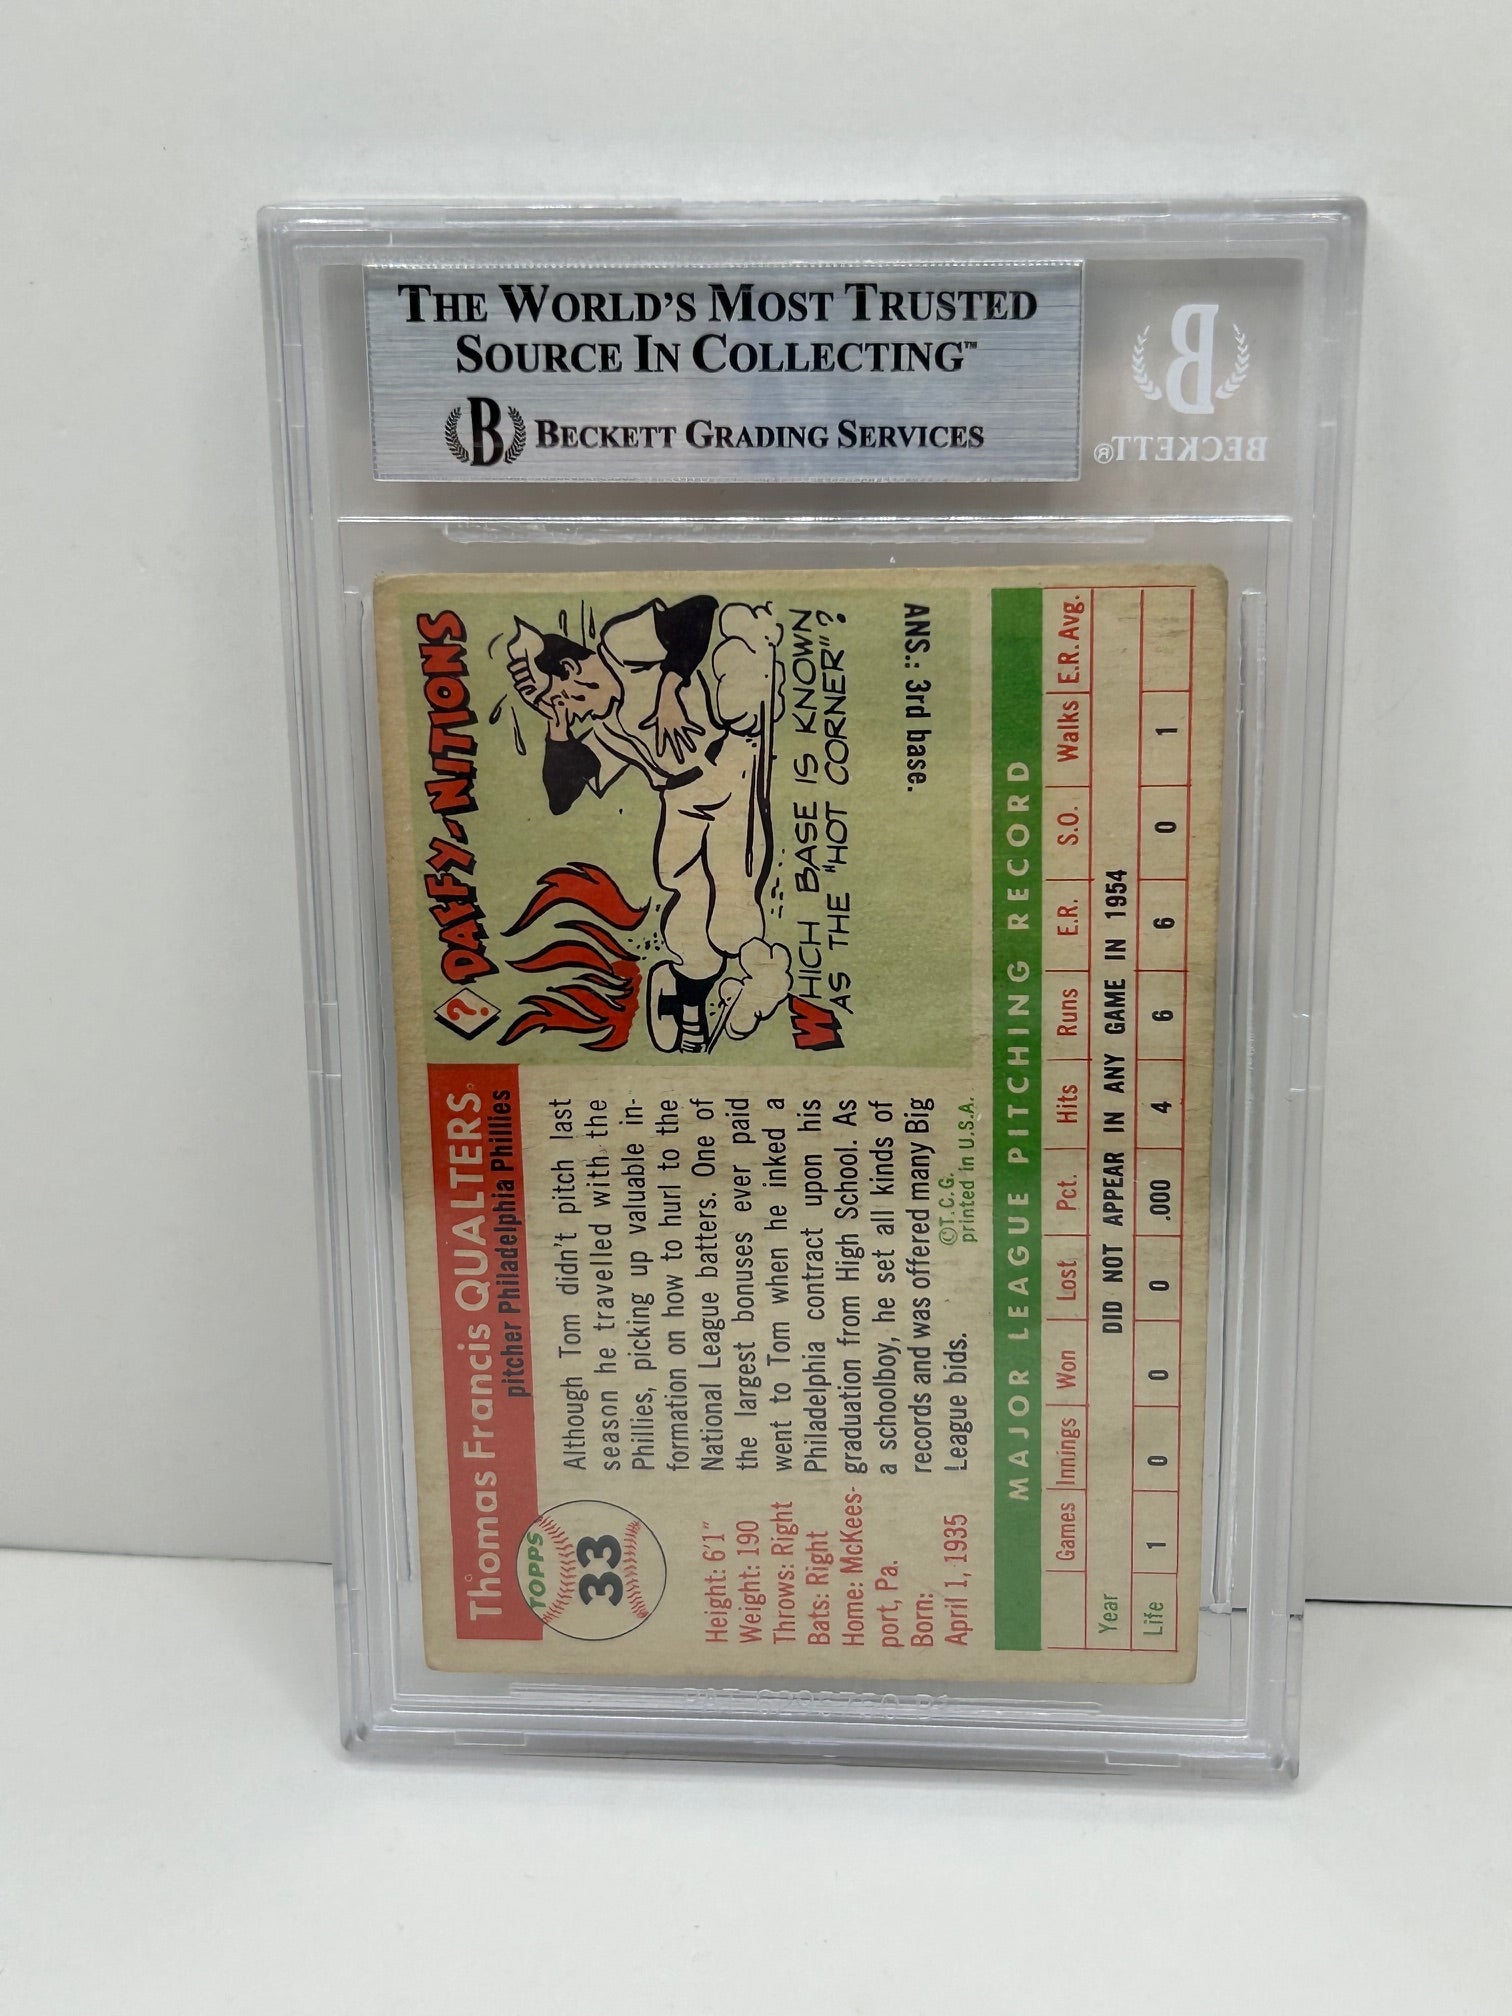 THE WORLD'S MOST TRUSTED
SOURCE IN COLLECTING™
B BECKETT GRADING SERVICES
B
BECKETT®
Thomas Francis QUALTERS
pitcher Philadelphia Phillies
TOPPS
33
Height: 6'1"
Weight: 190
Throws: Right
Bats: Right
Home: McKees-
port, Pa.
Born:
April 1, 1935
Although Tom didn't pitch last
season he travelled with the
Phillies, picking up valuable in-
formation on how to hurl to the
National League batters. One of
the largest bonuses ever paid
went to Tom when he inked a
Philadelphia contract upon his
graduation from High School. As
a schoolboy, he set all kinds of
records and was offered many Big
League bids.
©T.C.G.
printed in U.S.A.
? DAFFY-NITIONS
WHICH BASE IS KNOWN
AS THE "HOT CORNER"?
ANS.: 3rd base.
MAJOR LEAGUE PITCHING RECORD
Games Innings Won Lost Pct. Hits Runs E.R. S.O. Walks E.R.Avg.
Year DID NOT APPEAR IN ANY GAME IN 1954
Life 1 0 0 0 .000 4 6 6 0 1